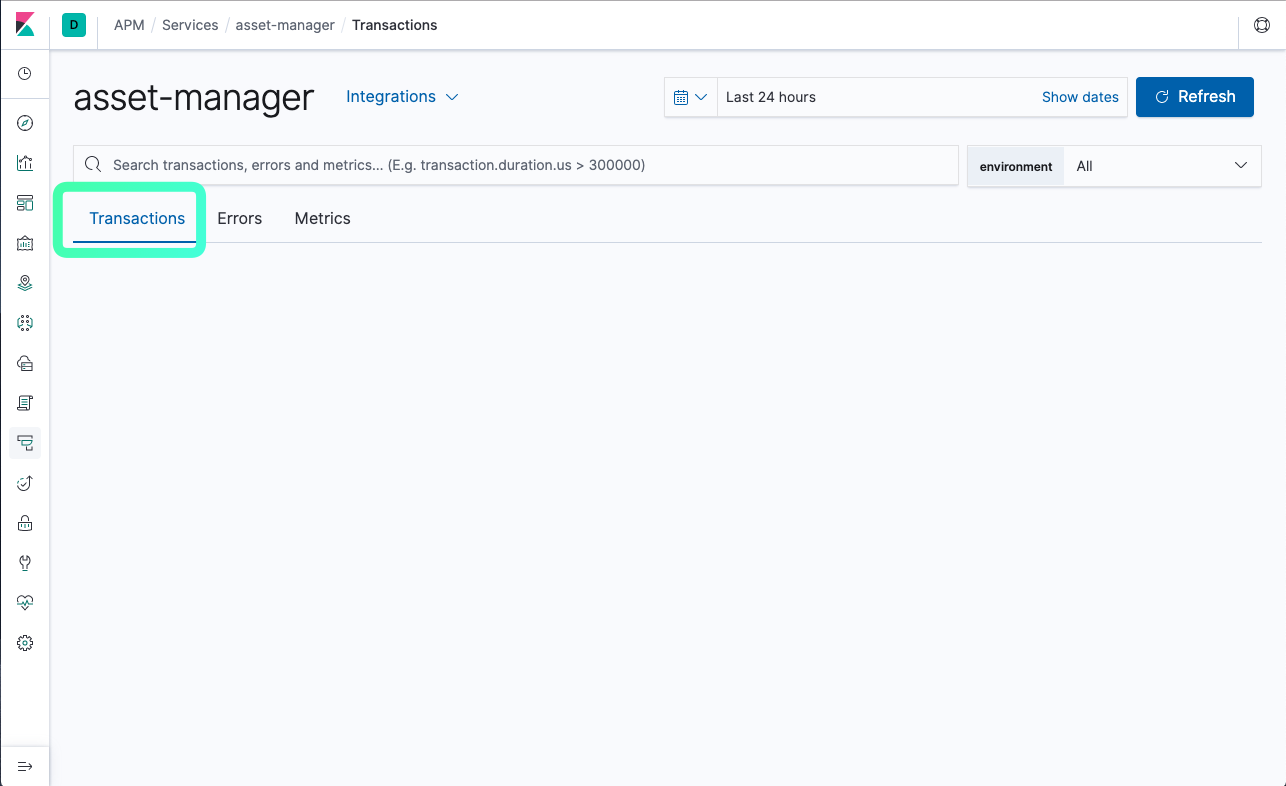 D APM / Services / asset-manager / Transactions
asset-manager Integrations Last 24 hours Show dates Refresh
Search transactions, errors and metrics... (E.g. transaction.duration.us > 300000) environment All
Transactions Errors Metrics